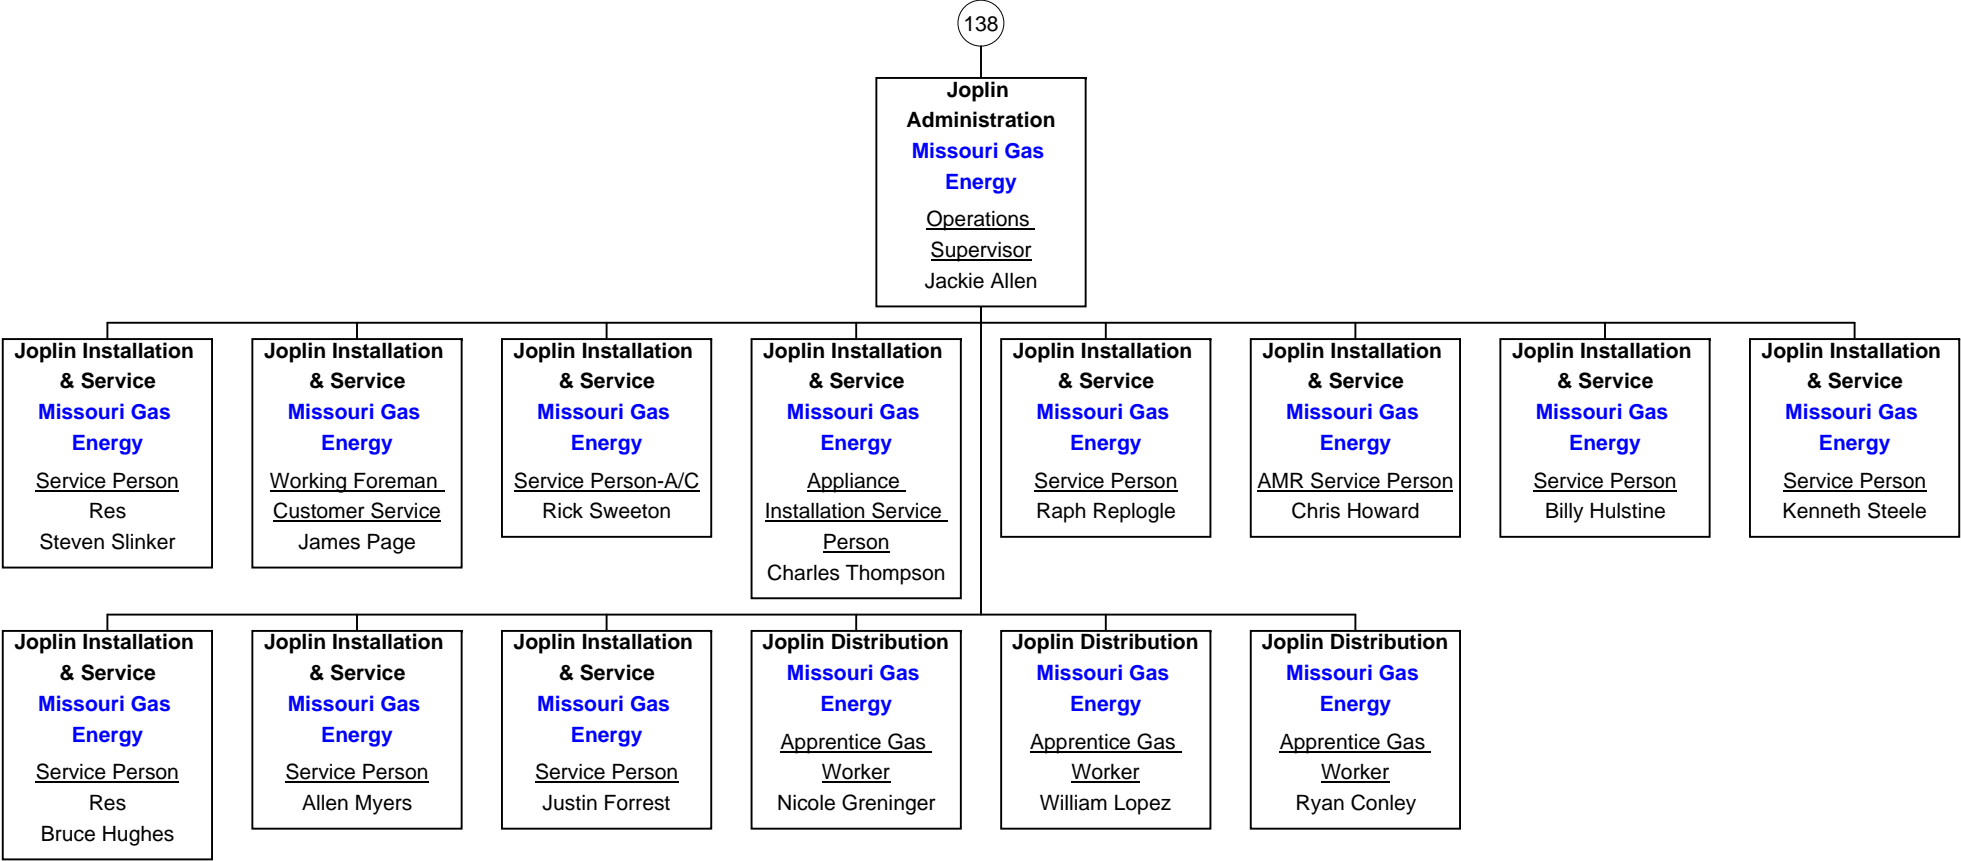 138
Joplin
Administration
Missouri Gas
Energy
Operations
Supervisor
Jackie Allen
Joplin Installation
& Service
Missouri Gas
Energy
Service Person
Res
Steven Slinker
Joplin Installation
& Service
Missouri Gas
Energy
Working Foreman
Customer Service
James Page
Joplin Installation
& Service
Missouri Gas
Energy
Service Person-A/C
Rick Sweeton
Joplin Installation
& Service
Missouri Gas
Energy
Appliance
Installation Service
Person
Charles Thompson
Joplin Installation
& Service
Missouri Gas
Energy
Service Person
Raph Replogle
Joplin Installation
& Service
Missouri Gas
Energy
AMR Service Person
Chris Howard
Joplin Installation
& Service
Missouri Gas
Energy
Service Person
Billy Hulstine
Joplin Installation
& Service
Missouri Gas
Energy
Service Person
Kenneth Steele
Joplin Installation
& Service
Missouri Gas
Energy
Service Person
Res
Bruce Hughes
Joplin Installation
& Service
Missouri Gas
Energy
Service Person
Allen Myers
Joplin Installation
& Service
Missouri Gas
Energy
Service Person
Justin Forrest
Joplin Distribution
Missouri Gas
Energy
Apprentice Gas
Worker
Nicole Greninger
Joplin Distribution
Missouri Gas
Energy
Apprentice Gas
Worker
William Lopez
Joplin Distribution
Missouri Gas
Energy
Apprentice Gas
Worker
Ryan Conley